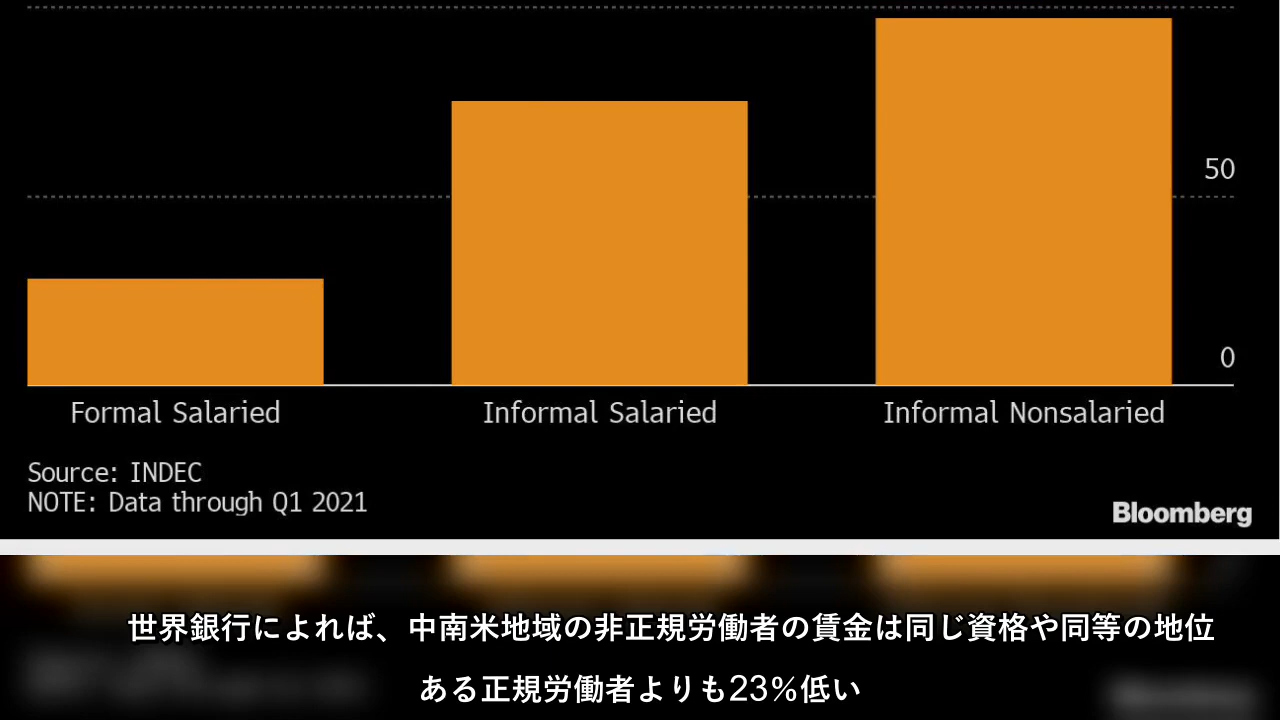 50
0
Formal Salaried
Informal Salaried
Informal Nonsalaried
Source: INDEC
NOTE: Data through Q1 2021
Bloomberg
世界銀行によれば、中南米地域の非正規労働者の賃金は同じ資格や同等の地位
ある正規労働者よりも23%低い